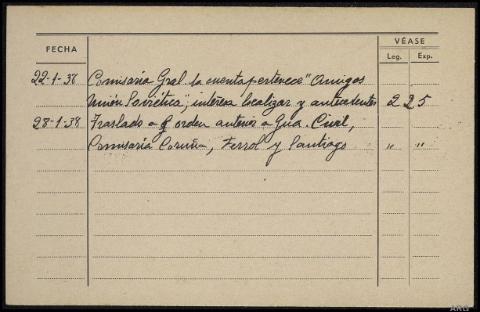 FECHA
VÉASE
Leg. Exp.
22-1-38 Comisaría Gral. la cuenta pertenece "Amigos
Unión Soviética"; interesa localizar y antecedentes 2 25
28-1-38 Traslado a orden anterior a Gua. Civil,
Comisaría Coruña, Ferrol y Santiago " "
ARG